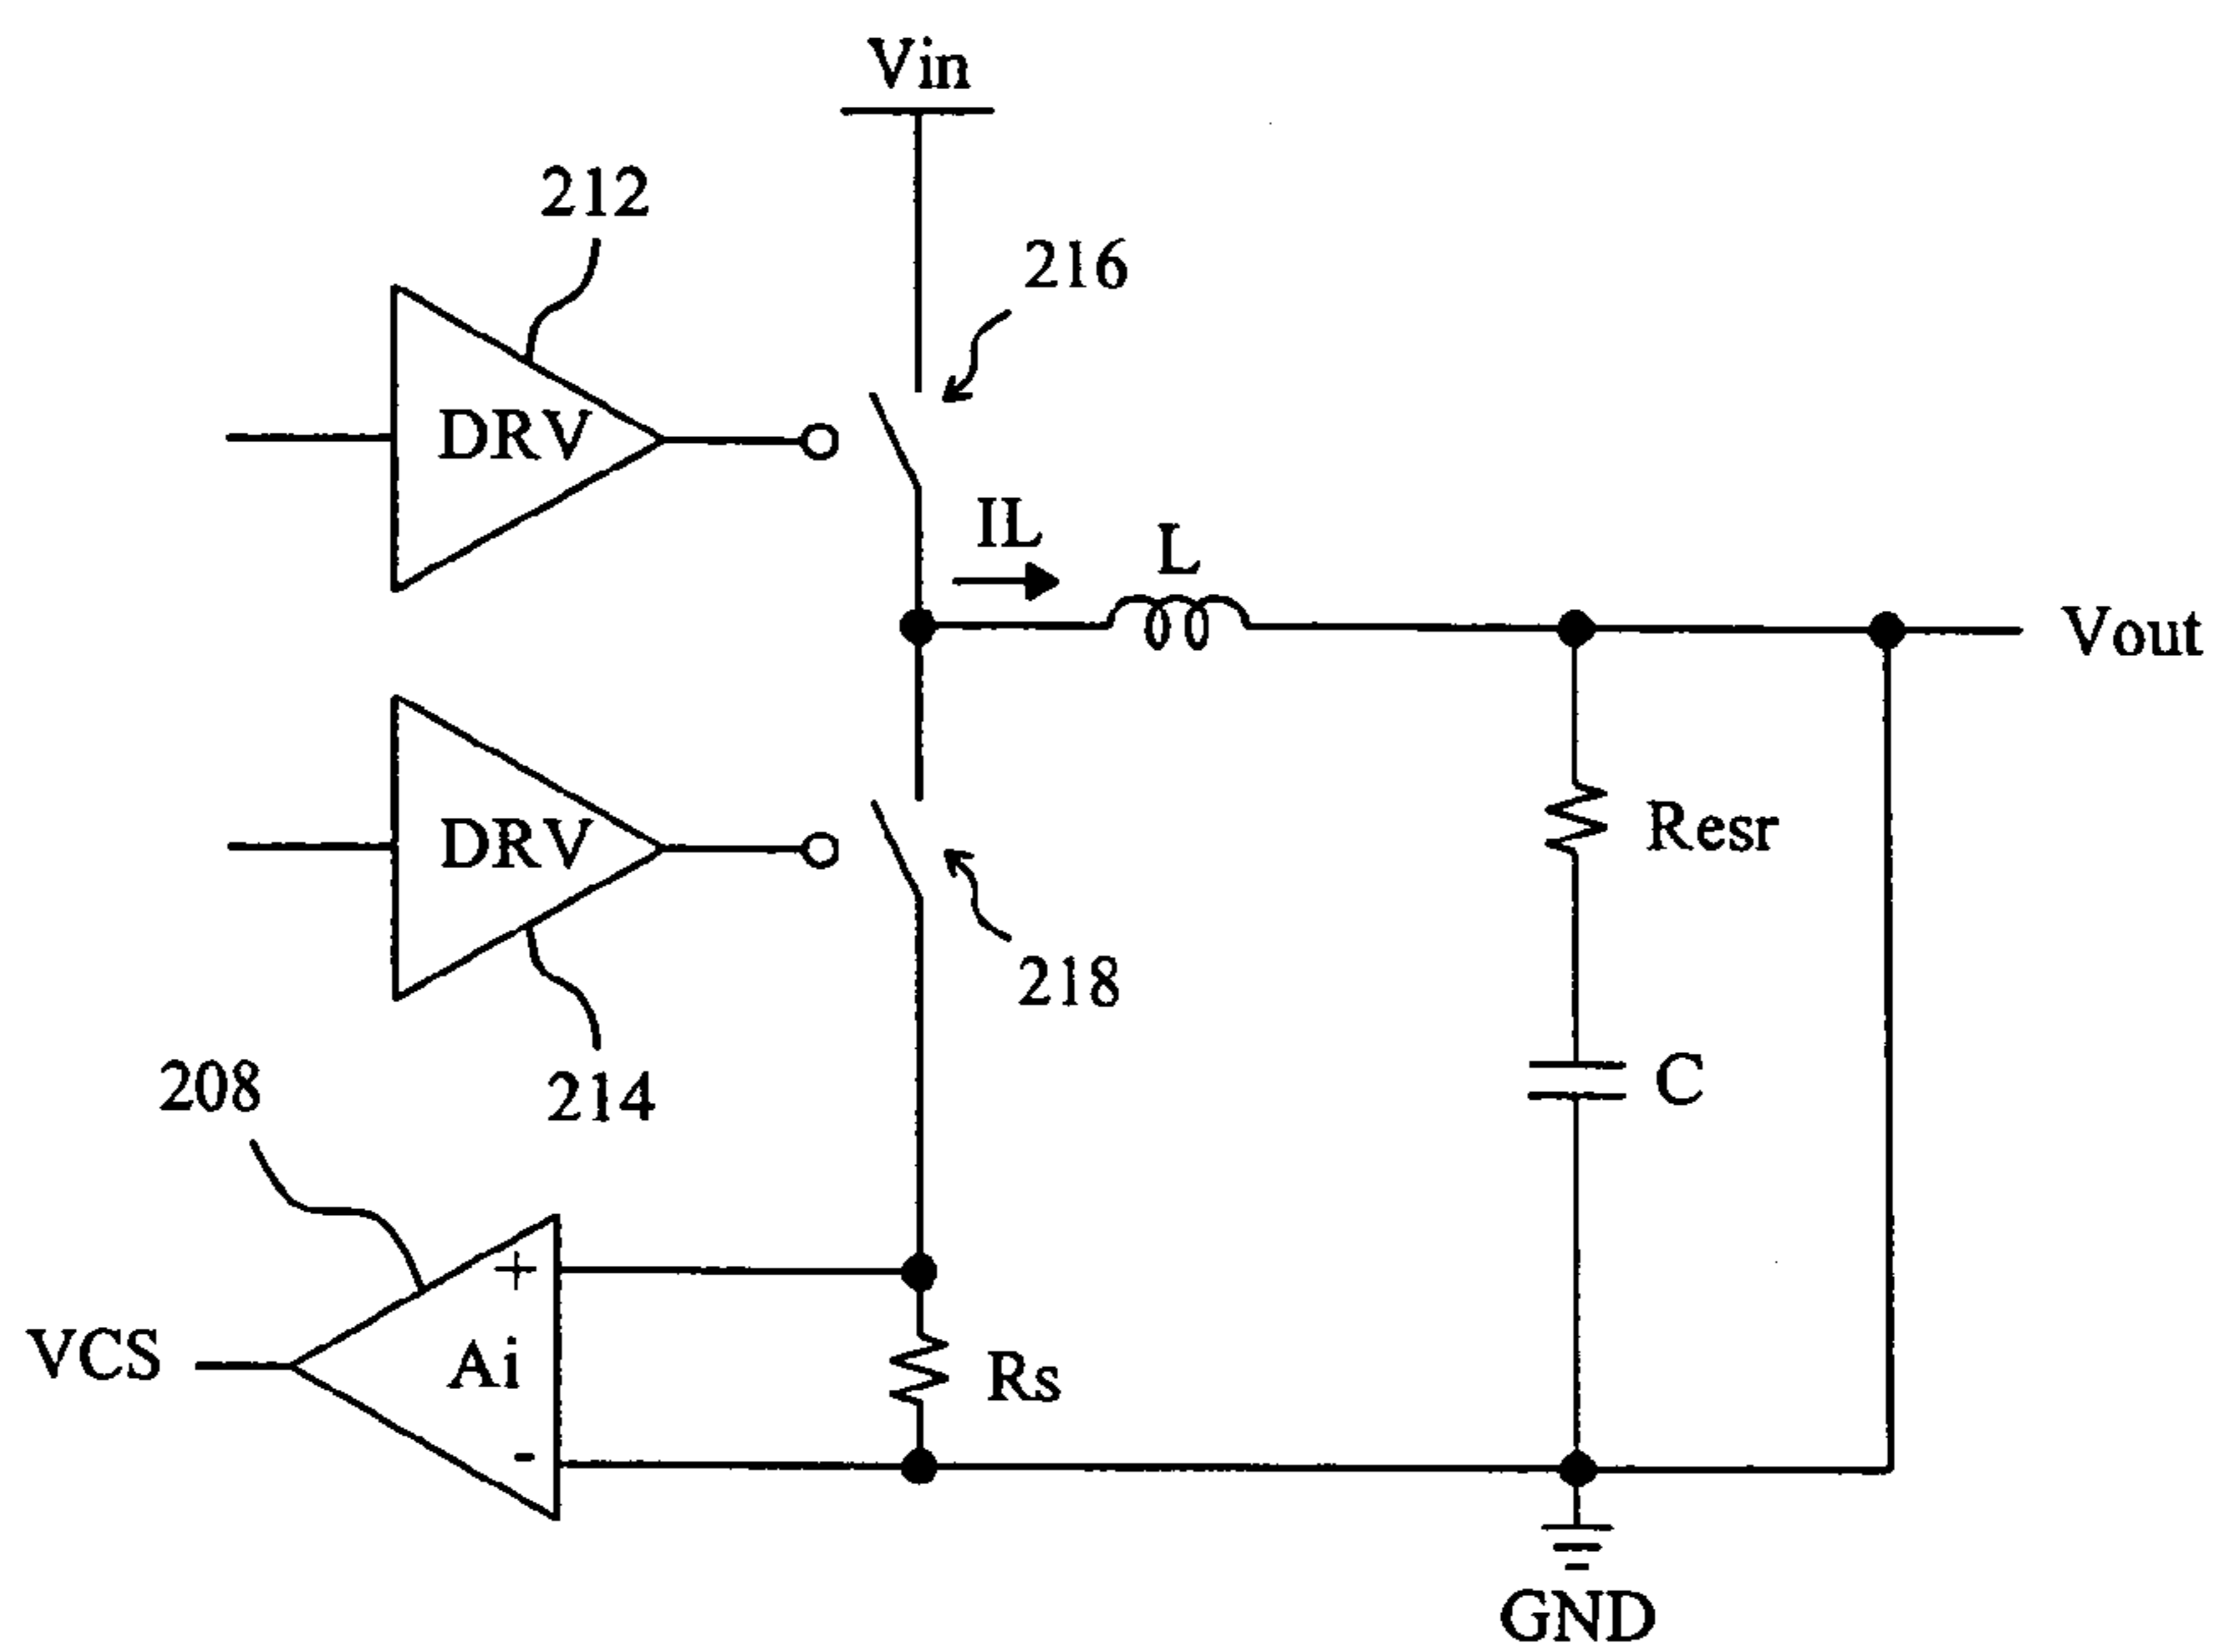 Vin
212
216
DRV
IL
L
Vout
DRV
Resr
218
208
214
C
+
VCS
Ai
Rs
-
GND